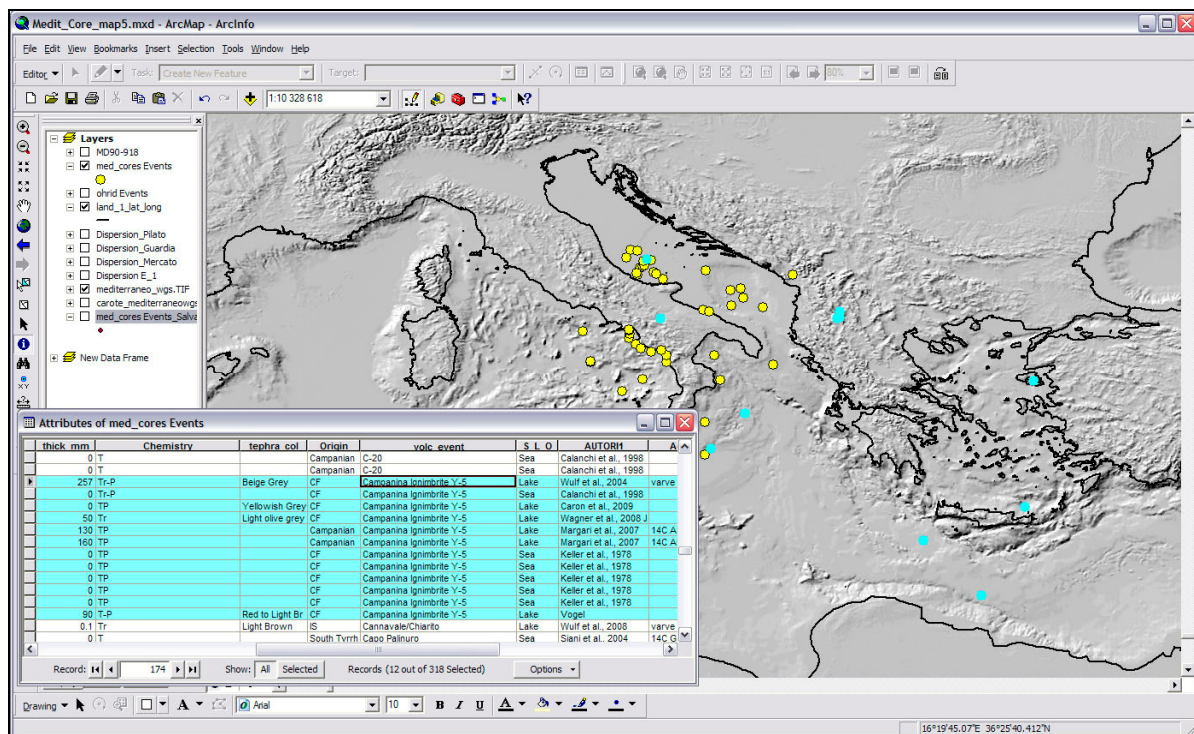 Medit_Core_map5.mxd - ArcMap - ArcInfo
File Edit View Bookmarks Insert Selection Tools Window Help
Editor Task: Create New Feature Target: 80%
1:10 328 618
Layers
MD90-918
med_cores Events
ohrid Events
land_1_lat_long
Dispersion_Pilato
Dispersion_Guardia
Dispersion_Mercato
Dispersion E_1
mediterraneo_wgs.TIF
carote_mediterraneowgs
med_cores Events_Salva
New Data Frame
Attributes of med_cores Events
thick_mm Chemistry tephra_col Origin volc_event S_L_O AUTORI1 A
0 T Campanian C-20 Sea Calanchi et al., 1998
0 T Campanian C-20 Sea Calanchi et al., 1998
257 Tr-P Beige Grey CF Campanina Ignimbrite Y-5 Lake Wulf et al., 2004 varve
0 Tr-P CF Campanina Ignimbrite Y-5 Sea Calanchi et al., 1998
0 TP Yellowish Grey CF Campanina Ignimbrite Y-5 Lake Caron et al., 2009
50 Tr Light olive grey CF Campanina Ignimbrite Y-5 Lake Wagner et al., 2008 J
130 TP Campanian Campanina Ignimbrite Y-5 Lake Margari et al., 2007 14C A
160 TP Campanian Campanina Ignimbrite Y-5 Lake Margari et al., 2007 14C A
0 TP CF Campanina Ignimbrite Y-5 Sea Keller et al., 1978
0 TP CF Campanina Ignimbrite Y-5 Sea Keller et al., 1978
0 TP CF Campanina Ignimbrite Y-5 Sea Keller et al., 1978
0 TP CF Campanina Ignimbrite Y-5 Sea Keller et al., 1978
0 TP CF Campanina Ignimbrite Y-5 Sea Keller et al., 1978
90 T-P Red to Light Br CF Campanina Ignimbrite Y-5 Lake Vogel
0.1 Tr Light Brown IS Cannavale/Chiarito Lake Wulf et al., 2008 varve
0 T South Tyrrh Capo Palinuro Sea Siani et al. 2004 14C G
Record: 174 Show: All Selected Records (12 out of 318 Selected) Options
Drawing A Arial 10 B I U A
16°19'45.07"E 36°25'40.412"N